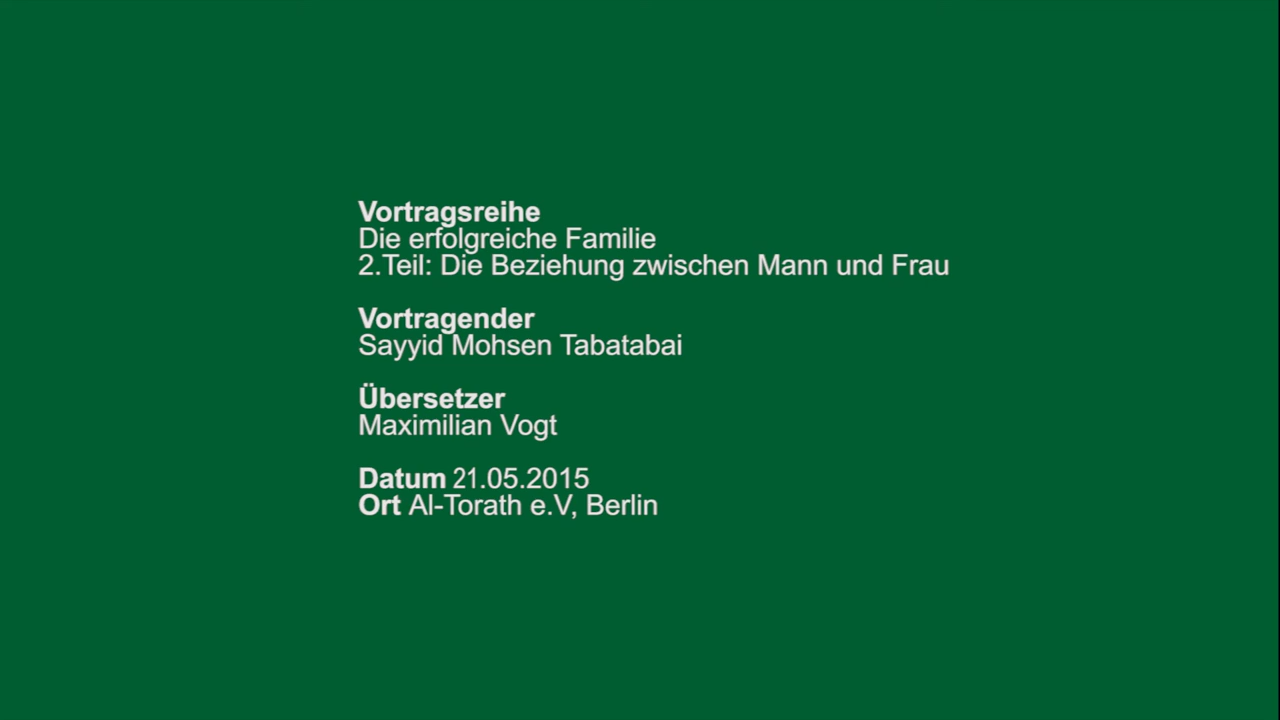 Vortragsreihe
Die erfolgreiche Familie
2.Teil: Die Beziehung zwischen Mann und Frau
Vortragender
Sayyid Mohsen Tabatabai
Übersetzer
Maximilian Vogt
Datum 21.05.2015
Ort Al-Torath e.V, Berlin